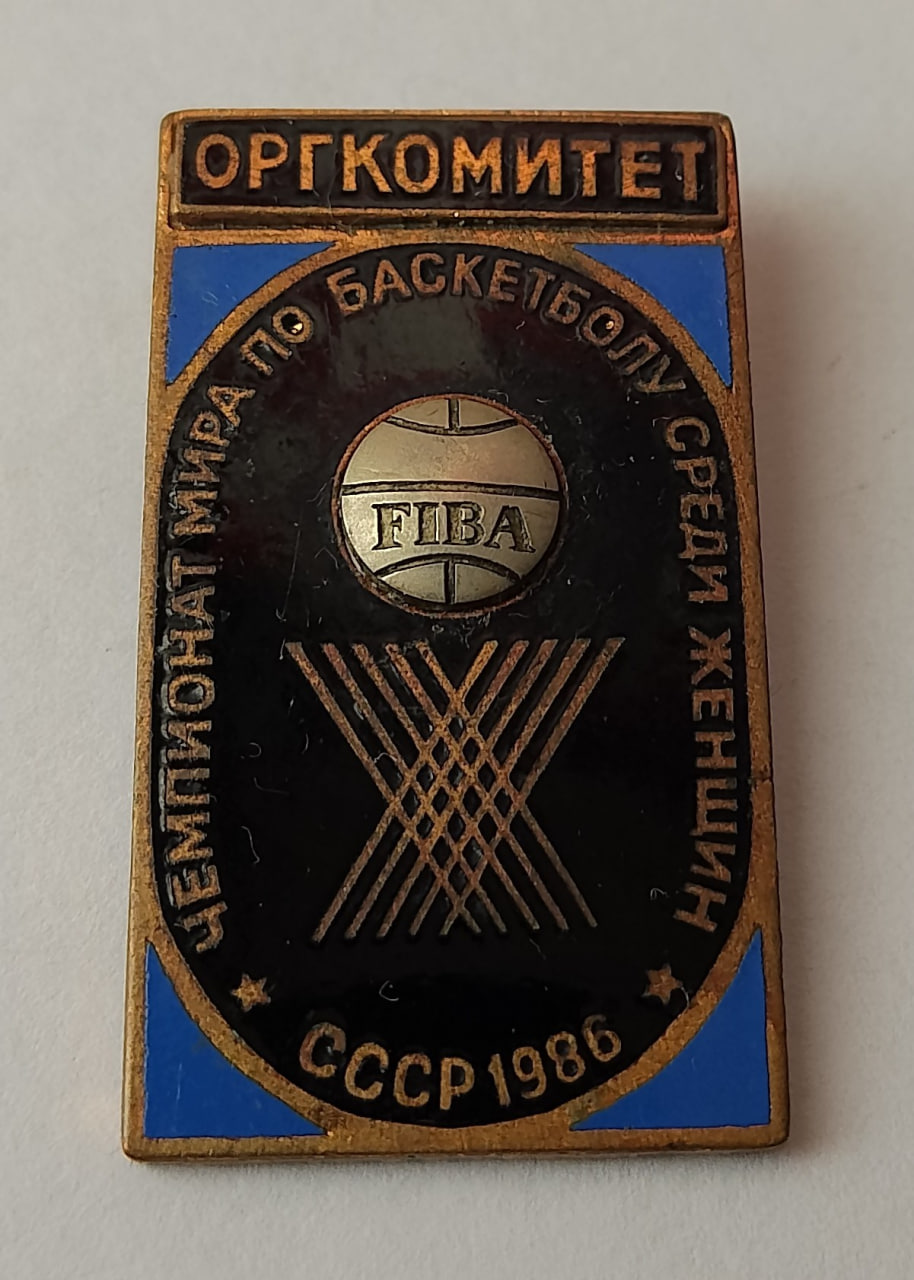 ОРГКОМИТЕТ
ЧЕМПИОНАТ МИРА ПО БАСКЕТБОЛУ СРЕДИ ЖЕНЩИН
FIBA
СССР 1986